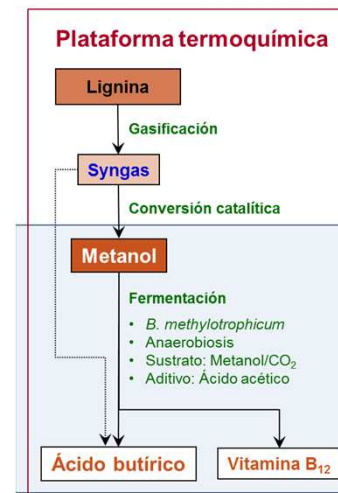 Plataforma termoquímica
Lignina
Gasificación
Syngas
Conversión catalítica
Metanol
Fermentación
• B. methylotrophicum
• Anaerobiosis
• Sustrato: Metanol/CO₂
• Aditivo: Ácido acético
Ácido butírico
Vitamina B₁₂